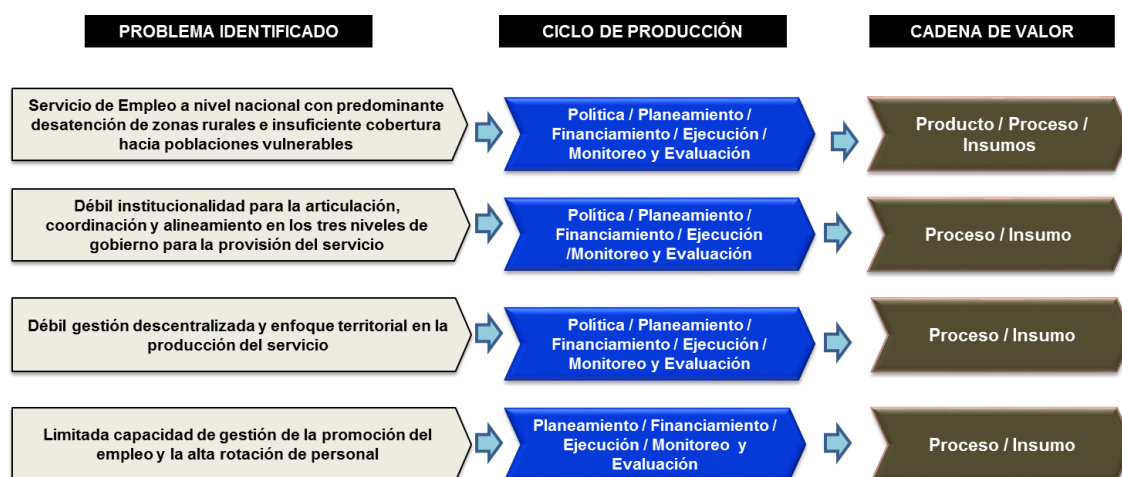 PROBLEMA IDENTIFICADO
CICLO DE PRODUCCIÓN
CADENA DE VALOR
Servicio de Empleo a nivel nacional con predominante
desatención de zonas rurales e insuficiente cobertura
hacia poblaciones vulnerables
Política / Planeamiento /
Financiamiento / Ejecución /
Monitoreo y Evaluación
Producto / Proceso /
Insumos
Débil institucionalidad para la articulación,
coordinación y alineamiento en los tres niveles de
gobierno para la provisión del servicio
Política / Planeamiento /
Financiamiento / Ejecución
/Monitoreo y Evaluación
Proceso / Insumo
Débil gestión descentralizada y enfoque territorial en la
producción del servicio
Política / Planeamiento /
Financiamiento / Ejecución /
Monitoreo y Evaluación
Proceso / Insumo
Limitada capacidad de gestión de la promoción del
empleo y la alta rotación de personal
Planeamiento / Financiamiento /
Ejecución / Monitoreo y
Evaluación
Proceso / Insumo